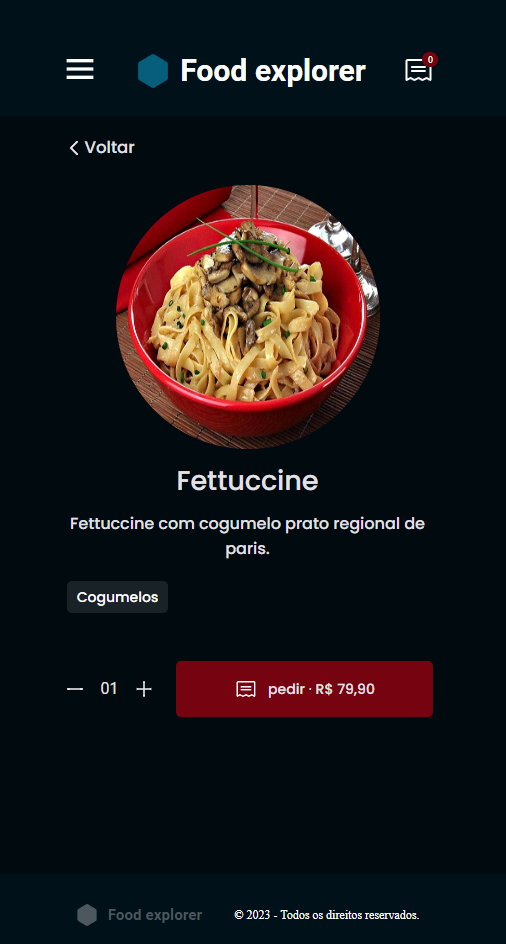 Food explorer
0
Voltar
Fettuccine
Fettuccine com cogumelo prato regional de
paris.
Cogumelos
01
pedir · R$ 79,90
Food explorer
© 2023 - Todos os direitos reservados.